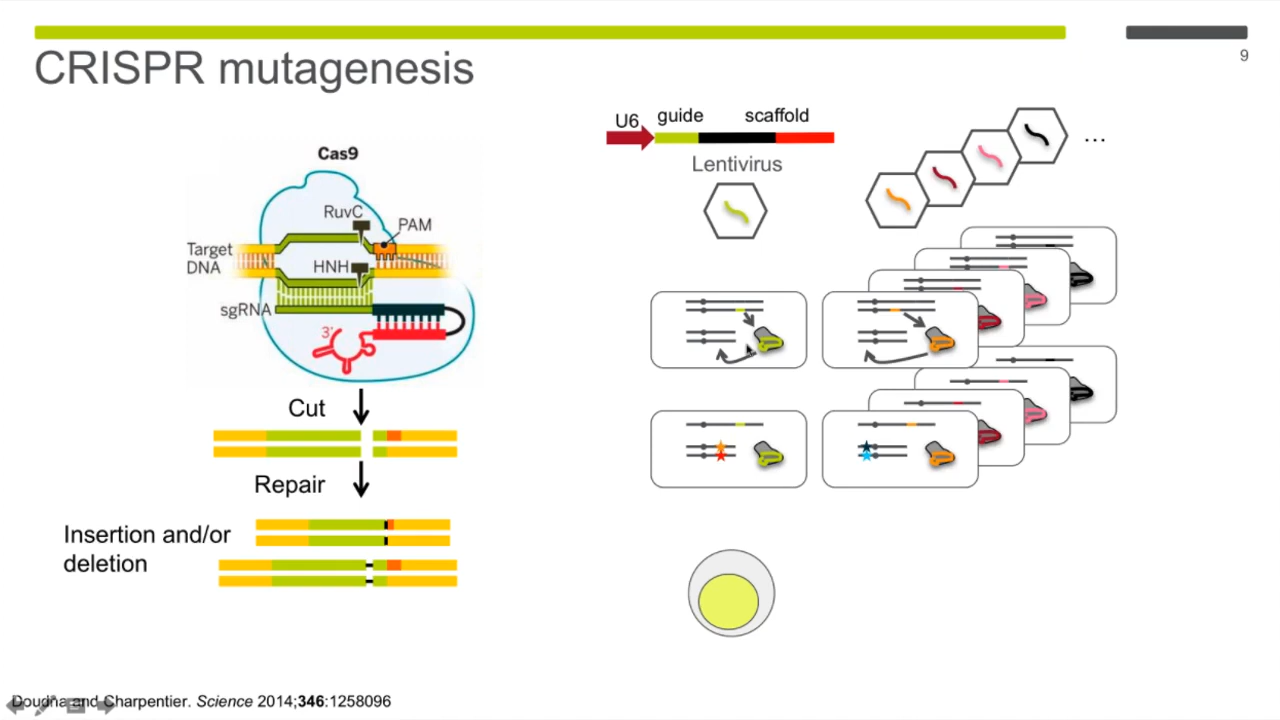 9
CRISPR mutagenesis
U6
guide
scaffold
Lentivirus
...
Cas9
RuvC
PAM
Target
DNA
HNH
sgRNA
3'
Cut
Repair
Insertion and/or
deletion
Doudna and Charpentier. Science 2014;346:1258096